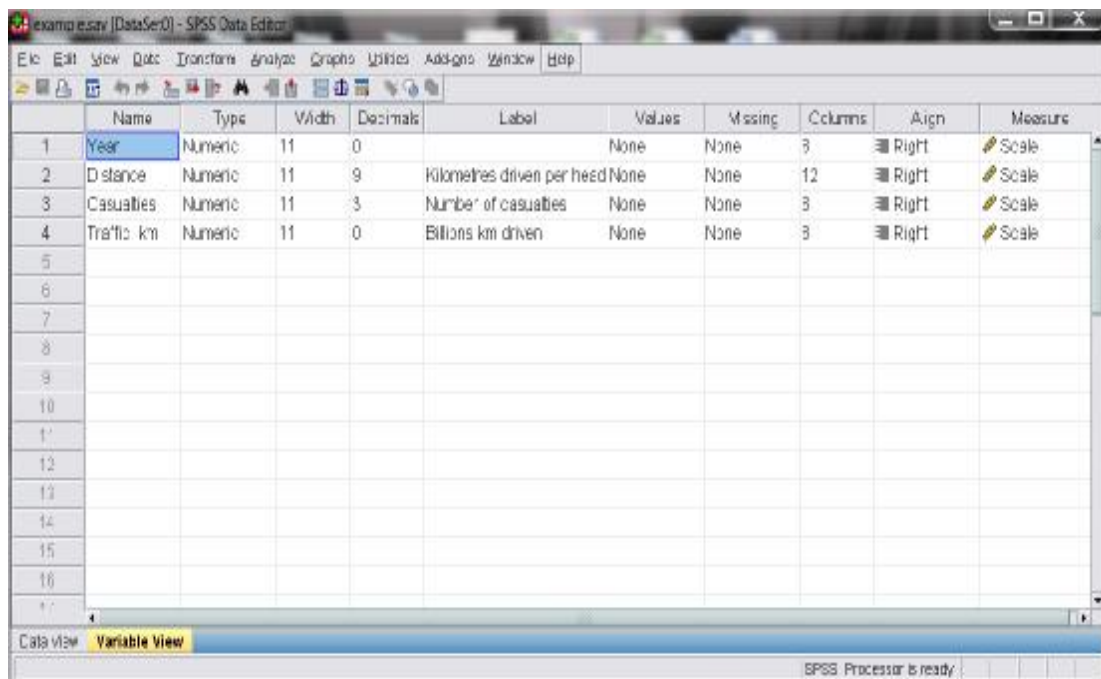 example.sav [DataSet0] - SPSS Data Editor
File Edit View Data Transform Analyze Graphs Utilities Add-ons Window Help
Name Type Width Decimals Label Values Missing Columns Align Measure
1 Year Numeric 11 0 None None 8 Right Scale
2 Distance Numeric 11 9 Kilometres driven per head None None 12 Right Scale
3 Casualties Numeric 11 3 Number of casualties None None 8 Right Scale
4 Traffic_km Numeric 11 0 Billions km driven None None 8 Right Scale
5
6
7
8
9
10
11
12
13
14
15
16
Data View Variable View
SPSS Processor is ready